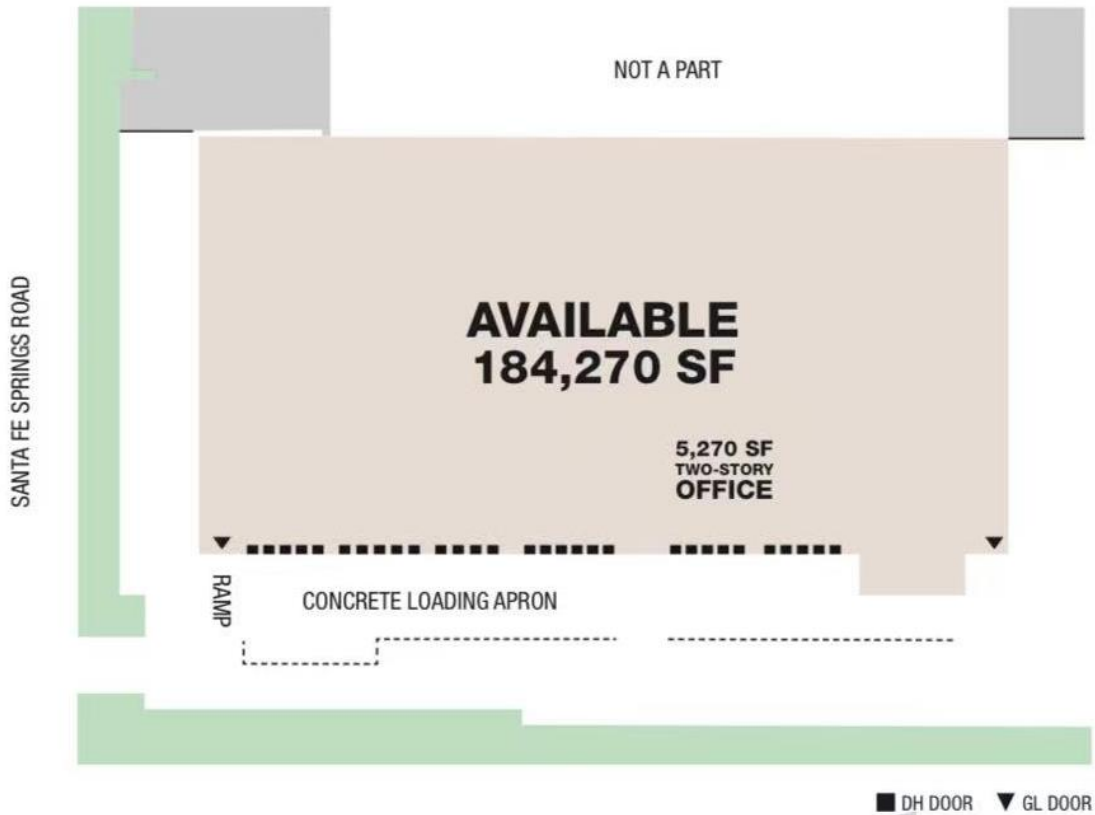 NOT A PART
SANTA FE SPRINGS ROAD
AVAILABLE
184,270 SF
5,270 SF
TWO-STORY
OFFICE
RAMP
CONCRETE LOADING APRON
DH DOOR
GL DOOR